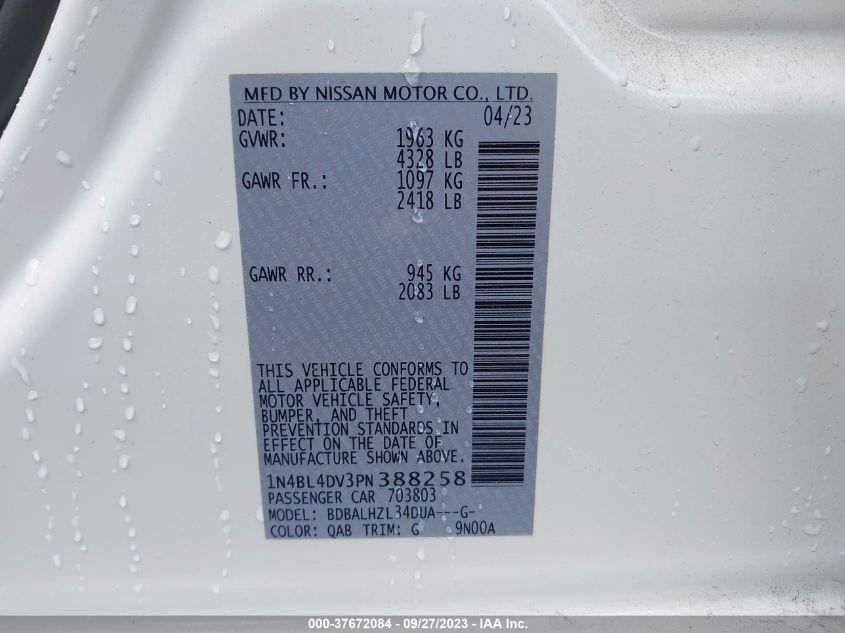 MFD BY NISSAN MOTOR CO., LTD.
DATE: 04/23
GVWR: 1963 KG
4328 LB
GAWR FR.: 1097 KG
2418 LB
GAWR RR.: 945 KG
2083 LB
THIS VEHICLE CONFORMS TO
ALL APPLICABLE FEDERAL
MOTOR VEHICLE SAFETY,
BUMPER, AND THEFT
PREVENTION STANDARDS IN
EFFECT ON THE DATE OF
MANUFACTURE SHOWN ABOVE.
1N4BL4DV3PN388258
PASSENGER CAR 703803
MODEL: BDBALHZL34DUA---G-
COLOR: QAB TRIM: G 9N00A
000-37672084 - 09/27/2023 - IAA Inc.